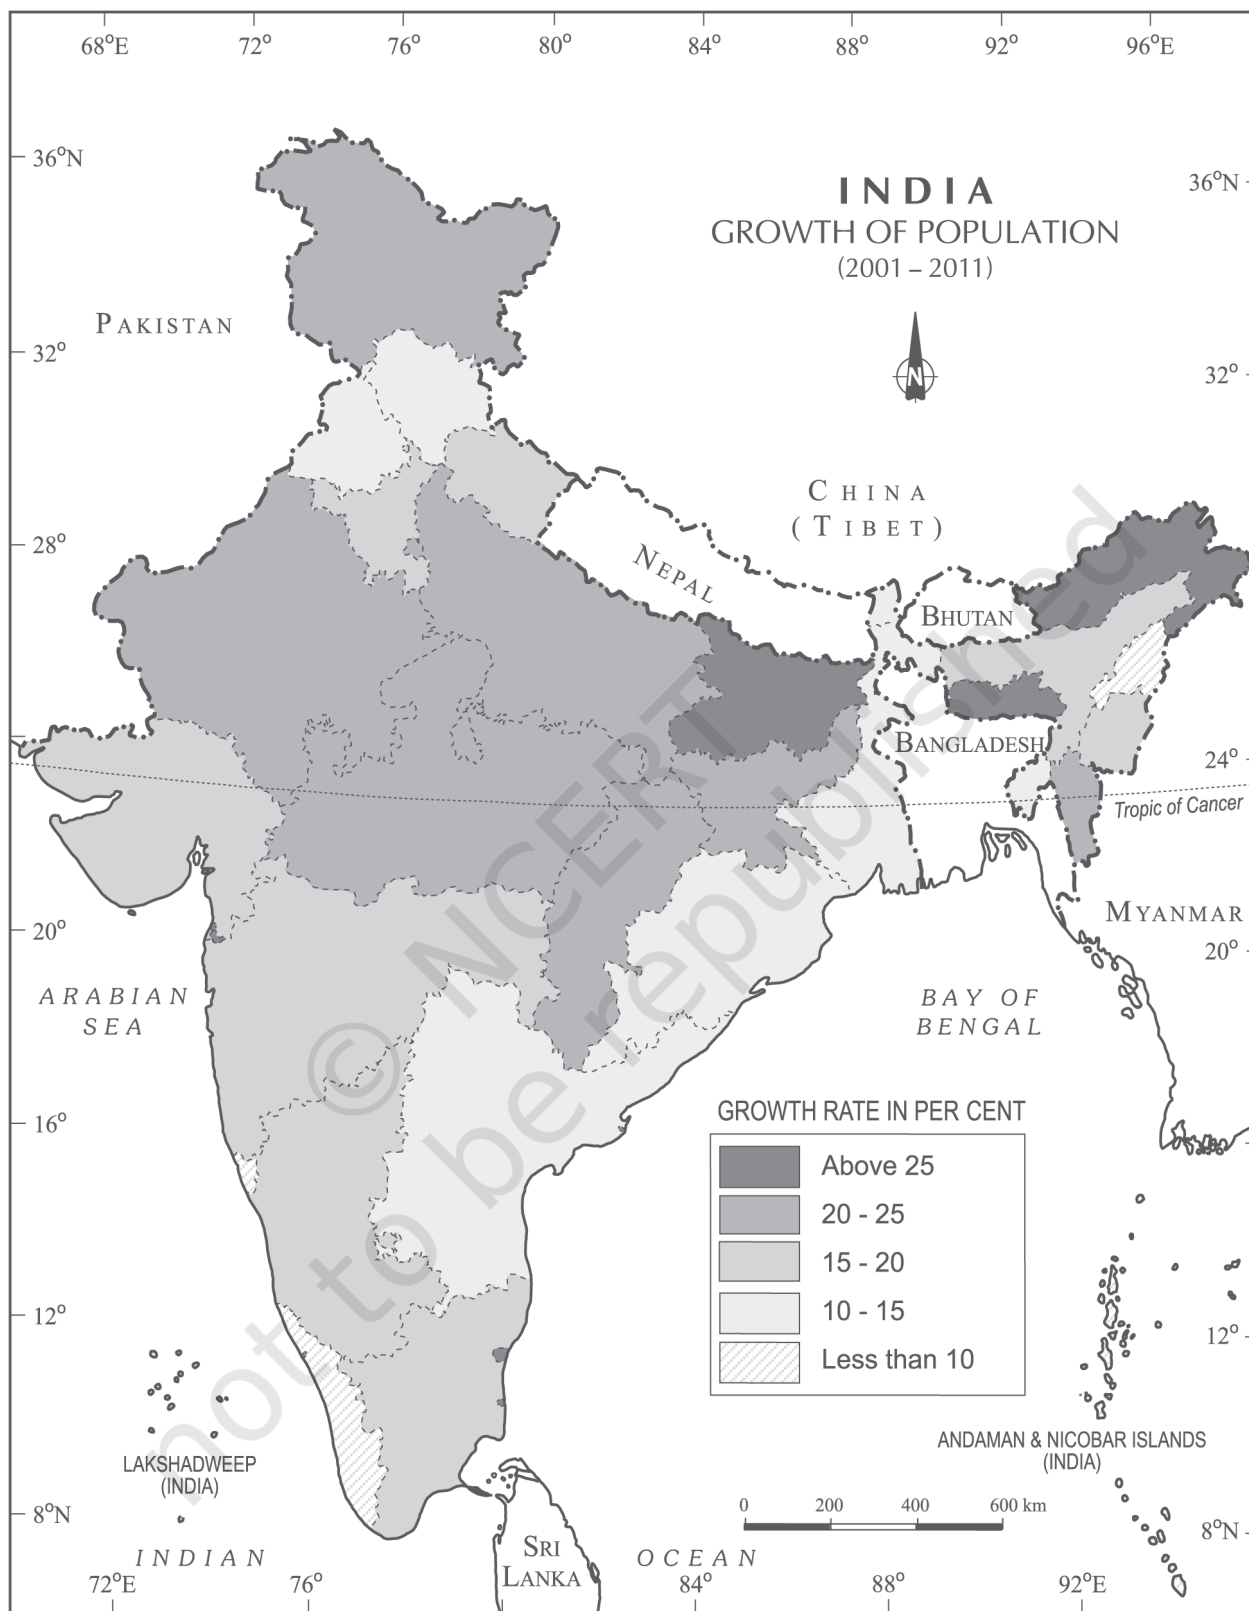 68°E 72° 76° 80° 84° 88° 92° 96°E
36°N
36°N
INDIA
GROWTH OF POPULATION
(2001 – 2011)
PAKISTAN
N
32°
32°
CHINA
(TIBET)
28°
NEPAL
BHUTAN
BANGLADESH
24°
Tropic of Cancer
MYANMAR
20°
20°
ARABIAN
SEA
BAY OF
BENGAL
© NCERT
not to be republished
16°
GROWTH RATE IN PER CENT
Above 25
20 - 25
15 - 20
10 - 15
Less than 10
12°
12°
LAKSHADWEEP
(INDIA)
ANDAMAN & NICOBAR ISLANDS
(INDIA)
0 200 400 600 km
8°N
8°N
SRI
LANKA
INDIAN OCEAN
72°E 76° 84° 88° 92°E